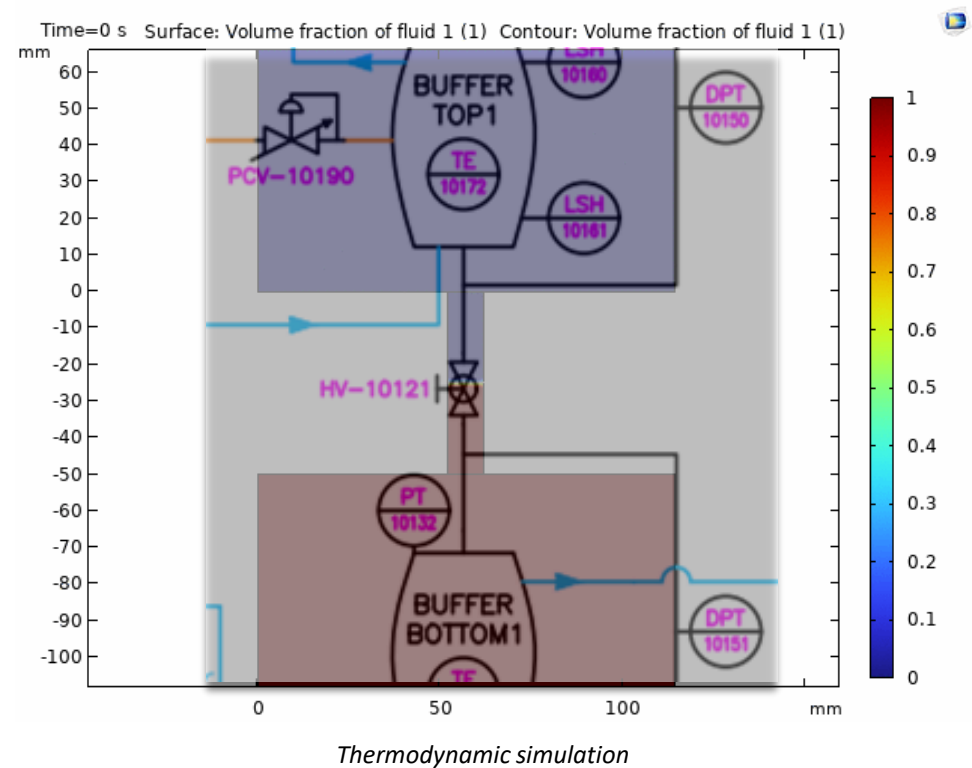 Time=0 s Surface: Volume fraction of fluid 1 (1) Contour: Volume fraction of fluid 1 (1)
mm
60
50
40
30
20
10
0
-10
-20
-30
-40
-50
-60
-70
-80
-90
-100
0
50
100
mm
LSH
10160
BUFFER
TOP1
DPT
10150
TE
10172
PCV-10190
LSH
10161
HV-10121
PT
10132
BUFFER
BOTTOM1
DPT
10151
TE
1
0.9
0.8
0.7
0.6
0.5
0.4
0.3
0.2
0.1
0
Thermodynamic simulation